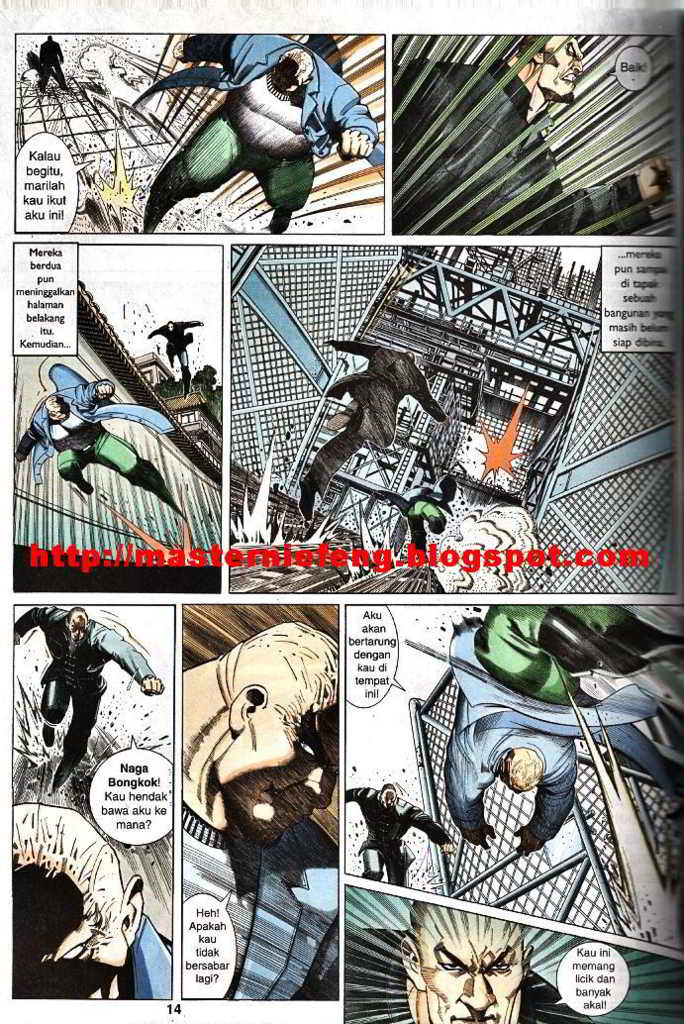 Kalau
begitu,
marilah
kau ikut
aku ini!
Baik!
Mereka
berdua
pun
meninggalkan
halaman
belakang
itu.
Kemudian...
...mereka
pun sampai
di tapak
sebuah
bangunan yang
masih belum
siap dibina.
http://masterniefeng.blogspot.com
Naga
Bongkok!
Kau hendak
bawa aku ke
mana?
Heh!
Apakah
kau
tidak
bersabar
lagi?
Aku
akan
bertarung
dengan
kau di
tempat
ini!
Kau ini
memang
licik dan
banyak
akal!
14